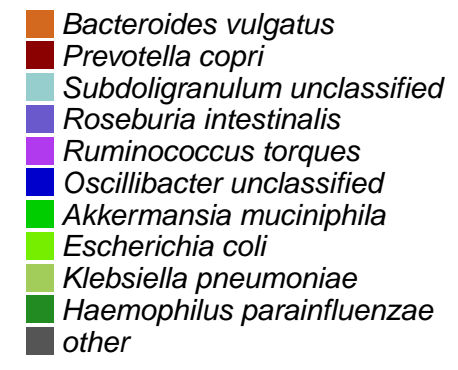 Bacteroides vulgatus
Prevotella copri
Subdoligranulum unclassified
Roseburia intestinalis
Ruminococcus torques
Oscillibacter unclassified
Akkermansia muciniphila
Escherichia coli
Klebsiella pneumoniae
Haemophilus parainfluenzae
other